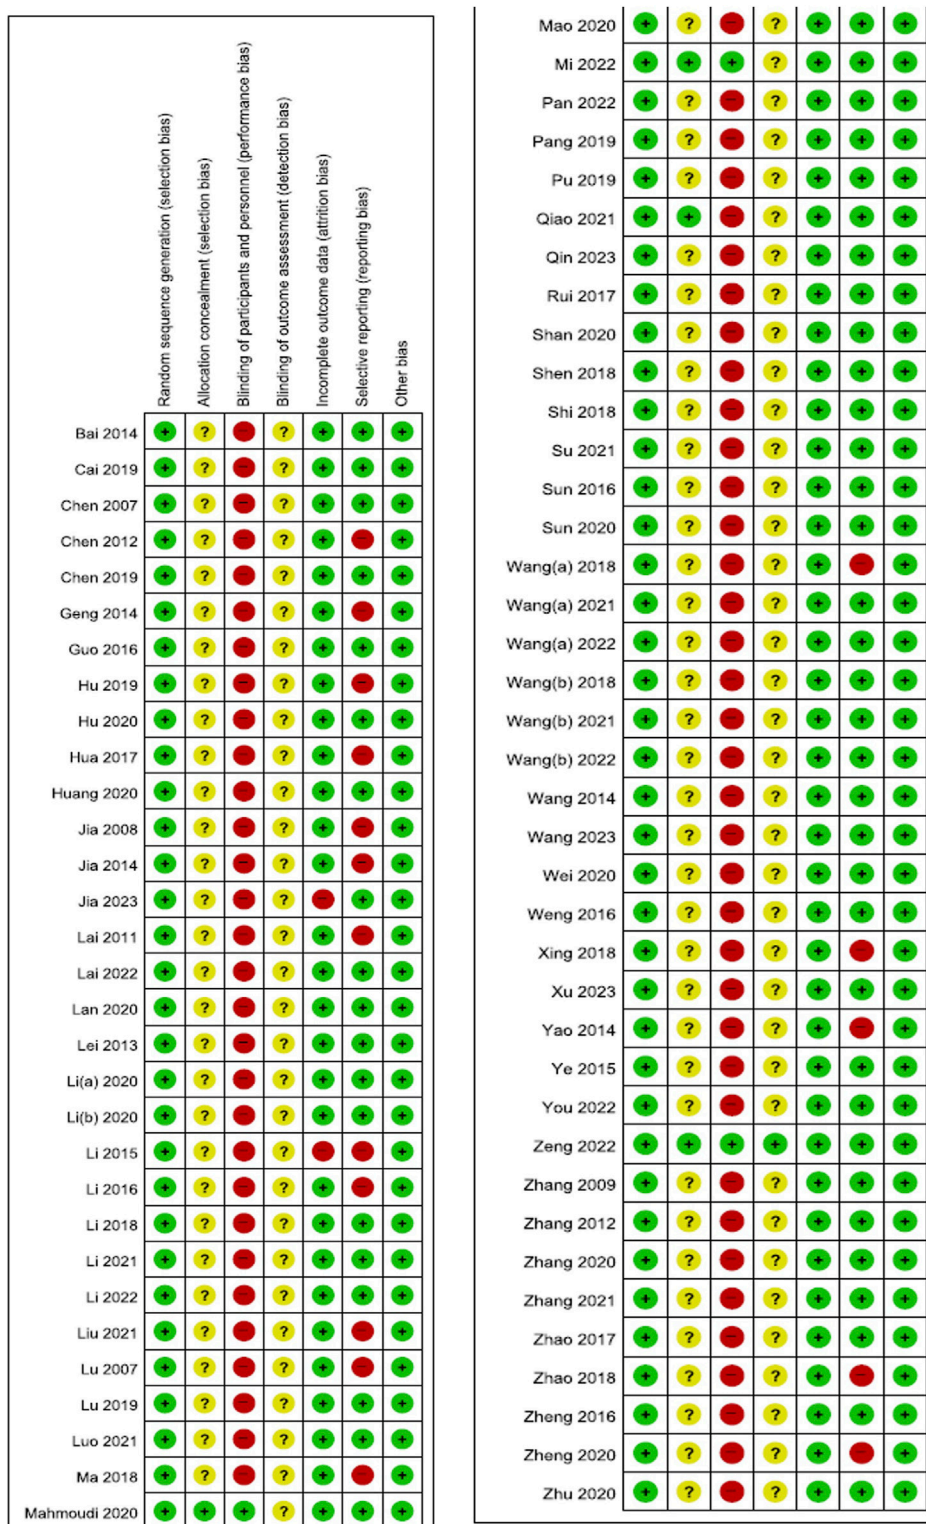 Random sequence generation (selection bias)
Allocation concealment (selection bias)
Blinding of participants and personnel (performance bias)
Blinding of outcome assessment (detection bias)
Incomplete outcome data (attrition bias)
Selective reporting (reporting bias)
Other bias
Bai 2014 + ? − ? + + +
Cai 2019 + ? − ? + + +
Chen 2007 + ? − ? + + +
Chen 2012 + ? − ? + − +
Chen 2019 + ? − ? + + +
Geng 2014 + ? − ? + − +
Guo 2016 + ? − ? + + +
Hu 2019 + ? − ? + − +
Hu 2020 + ? − ? + + +
Hua 2017 + ? − ? + − +
Huang 2020 + ? − ? + + +
Jia 2008 + ? − ? + − +
Jia 2014 + ? − ? + − +
Jia 2023 + ? − ? − + +
Lai 2011 + ? − ? + − +
Lai 2022 + ? − ? + + +
Lan 2020 + ? − ? + + +
Lei 2013 + ? − ? + + +
Li(a) 2020 + ? − ? + + +
Li(b) 2020 + ? − ? + + +
Li 2015 + ? − ? − − +
Li 2016 + ? − ? + − +
Li 2018 + ? − ? + + +
Li 2021 + ? − ? + + +
Li 2022 + ? − ? + + +
Liu 2021 + ? − ? + − +
Lu 2007 + ? − ? + − +
Lu 2019 + ? − ? + + +
Luo 2021 + ? − ? + + +
Ma 2018 + ? − ? + − +
Mahmoudi 2020 + + + ? + + +
Mao 2020 + ? − ? + + +
Mi 2022 + + + ? + + +
Pan 2022 + ? − ? + + +
Pang 2019 + ? − ? + + +
Pu 2019 + ? − ? + + +
Qiao 2021 + + − ? + + +
Qin 2023 + ? − ? + + +
Rui 2017 + ? − ? + + +
Shan 2020 + ? − ? + + +
Shen 2018 + ? − ? + + +
Shi 2018 + ? − ? + + +
Su 2021 + ? − ? + + +
Sun 2016 + ? − ? + + +
Sun 2020 + ? − ? + + +
Wang(a) 2018 + ? − ? + − +
Wang(a) 2021 + ? − ? + + +
Wang(a) 2022 + ? − ? + + +
Wang(b) 2018 + ? − ? + + +
Wang(b) 2021 + ? − ? + + +
Wang(b) 2022 + ? − ? + + +
Wang 2014 + ? − ? + + +
Wang 2023 + ? − ? + + +
Wei 2020 + ? − ? + + +
Weng 2016 + ? − ? + + +
Xing 2018 + ? − ? + − +
Xu 2023 + ? − ? + + +
Yao 2014 + ? − ? + − +
Ye 2015 + ? − ? + + +
You 2022 + ? − ? + + +
Zeng 2022 + + + + + + +
Zhang 2009 + ? − ? + + +
Zhang 2012 + ? − ? + + +
Zhang 2020 + ? − ? + + +
Zhang 2021 + ? − ? + + +
Zhao 2017 + ? − ? + + +
Zhao 2018 + ? − ? + − +
Zheng 2016 + ? − ? + + +
Zheng 2020 + ? − ? + − +
Zhu 2020 + ? − ? + + +